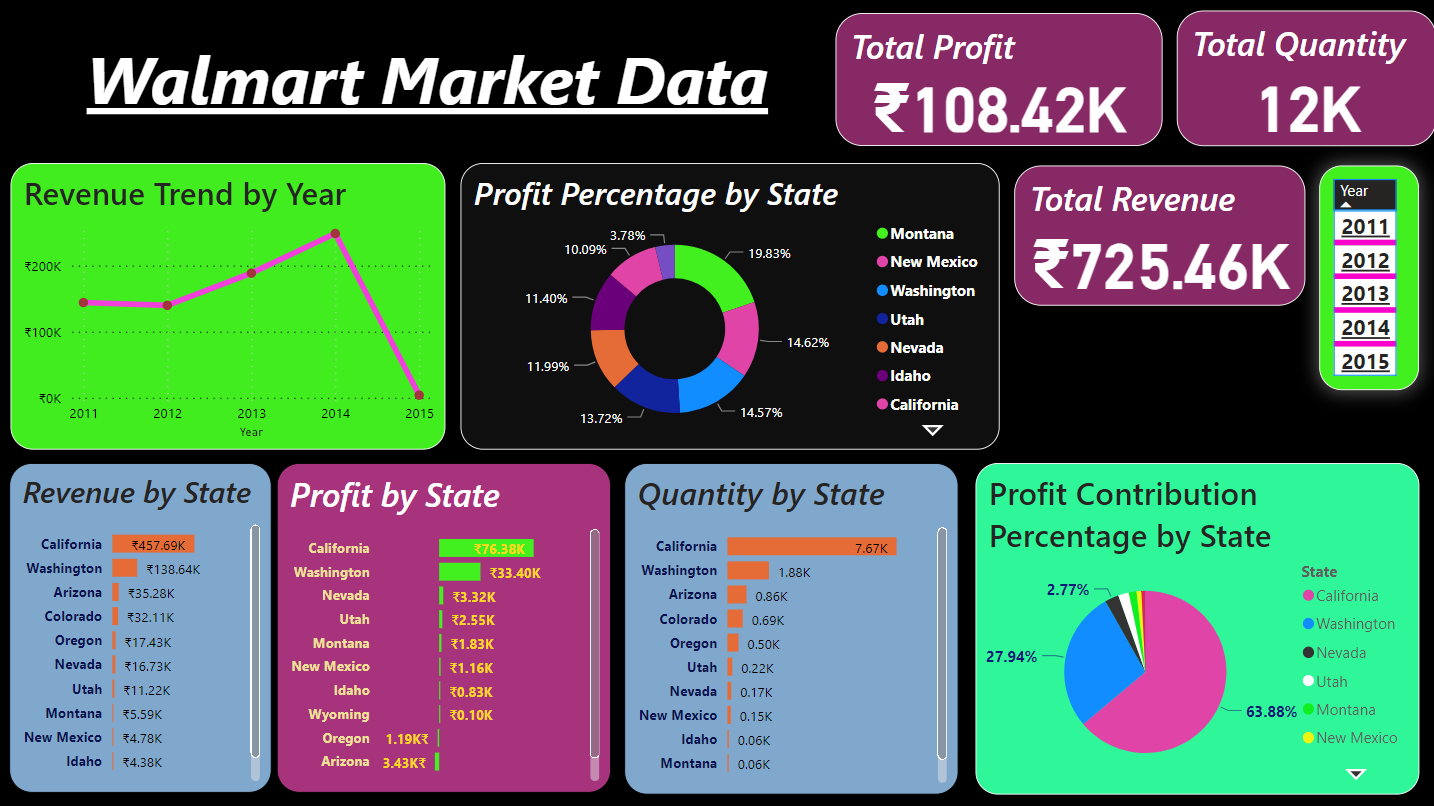 Walmart Market Data
Total Profit
₹108.42K
Total Quantity
12K
Revenue Trend by Year
₹200K
₹100K
₹0K
2011
2012
2013
2014
2015
Year
Profit Percentage by State
3.78%
10.09%
11.40%
11.99%
13.72%
14.57%
14.62%
19.83%
Montana
New Mexico
Washington
Utah
Nevada
Idaho
California
Total Revenue
₹725.46K
Year
2011
2012
2013
2014
2015
Revenue by State
California ₹457.69K
Washington ₹138.64K
Arizona ₹35.28K
Colorado ₹32.11K
Oregon ₹17.43K
Nevada ₹16.73K
Utah ₹11.22K
Montana ₹5.59K
New Mexico ₹4.78K
Idaho ₹4.38K
Profit by State
California ₹76.38K
Washington ₹33.40K
Nevada ₹3.32K
Utah ₹2.55K
Montana ₹1.83K
New Mexico ₹1.16K
Idaho ₹0.83K
Wyoming ₹0.10K
Oregon 1.19K₹
Arizona 3.43K₹
Quantity by State
California 7.67K
Washington 1.88K
Arizona 0.86K
Colorado 0.69K
Oregon 0.50K
Utah 0.22K
Nevada 0.17K
New Mexico 0.15K
Idaho 0.06K
Montana 0.06K
Profit Contribution
Percentage by State
2.77%
27.94%
63.88%
State
California
Washington
Nevada
Utah
Montana
New Mexico